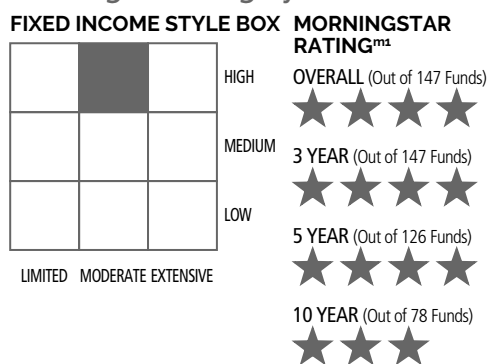 FIXED INCOME STYLE BOX
HIGH
MEDIUM
LOW
LIMITED MODERATE EXTENSIVE
MORNINGSTAR
RATINGᵐ¹
OVERALL (Out of 147 Funds)
3 YEAR (Out of 147 Funds)
5 YEAR (Out of 126 Funds)
10 YEAR (Out of 78 Funds)